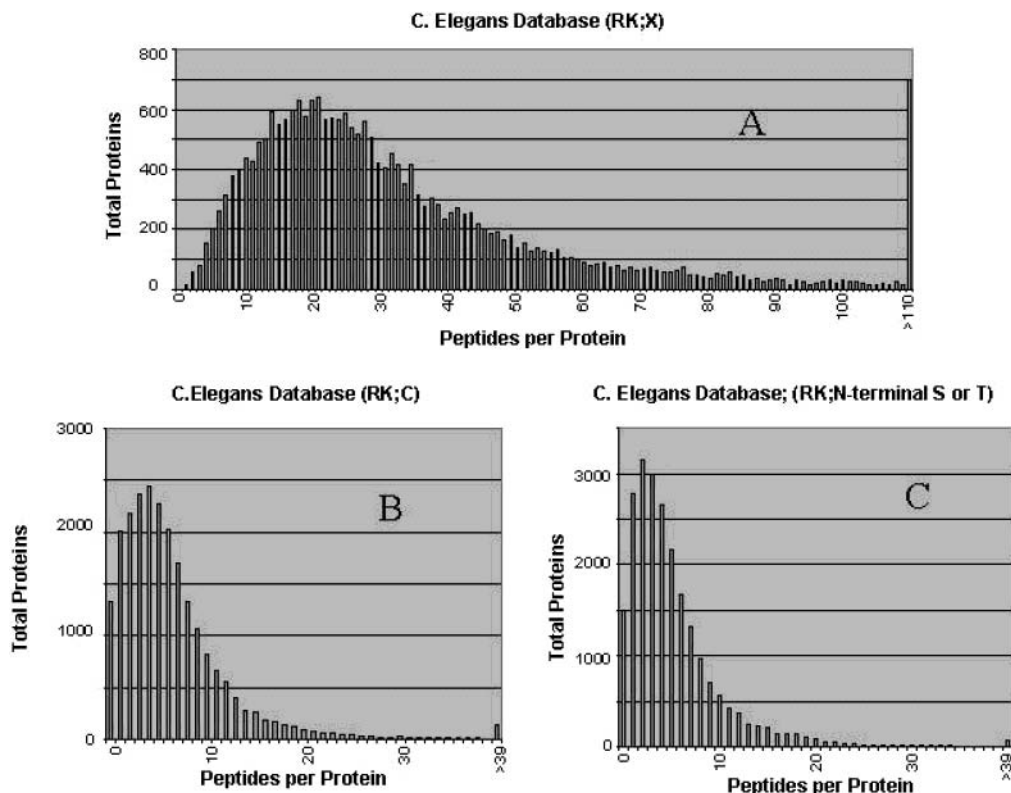 C. Elegans Database (RK;X)
800
600
400
200
0
Total Proteins
A
0 10 20 30 40 50 60 70 80 90 100 >110
Peptides per Protein
C.Elegans Database (RK;C)
3000
2000
1000
0
Total Proteins
B
0 10 20 30 >39
Peptides per Protein
C. Elegans Database; (RK;N-terminal S or T)
3000
2000
1000
0
Total Proteins
C
0 10 20 30 >39
Peptides per Protein